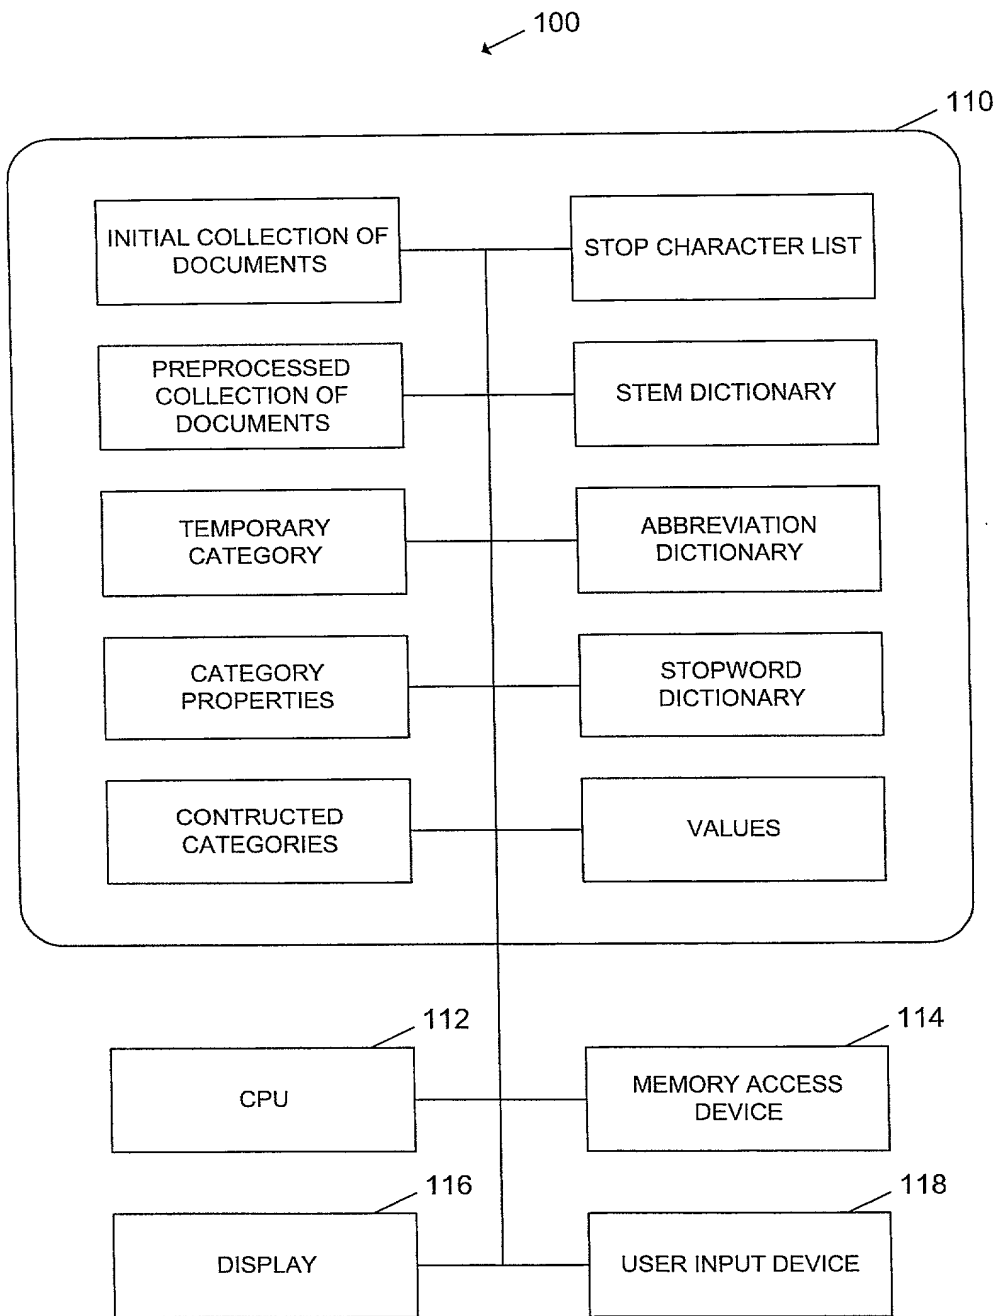 100
110
INITIAL COLLECTION OF
DOCUMENTS
STOP CHARACTER LIST
PREPROCESSED
COLLECTION OF
DOCUMENTS
STEM DICTIONARY
TEMPORARY
CATEGORY
ABBREVIATION
DICTIONARY
CATEGORY
PROPERTIES
STOPWORD
DICTIONARY
CONTRUCTED
CATEGORIES
VALUES
112
CPU
114
MEMORY ACCESS
DEVICE
116
DISPLAY
118
USER INPUT DEVICE